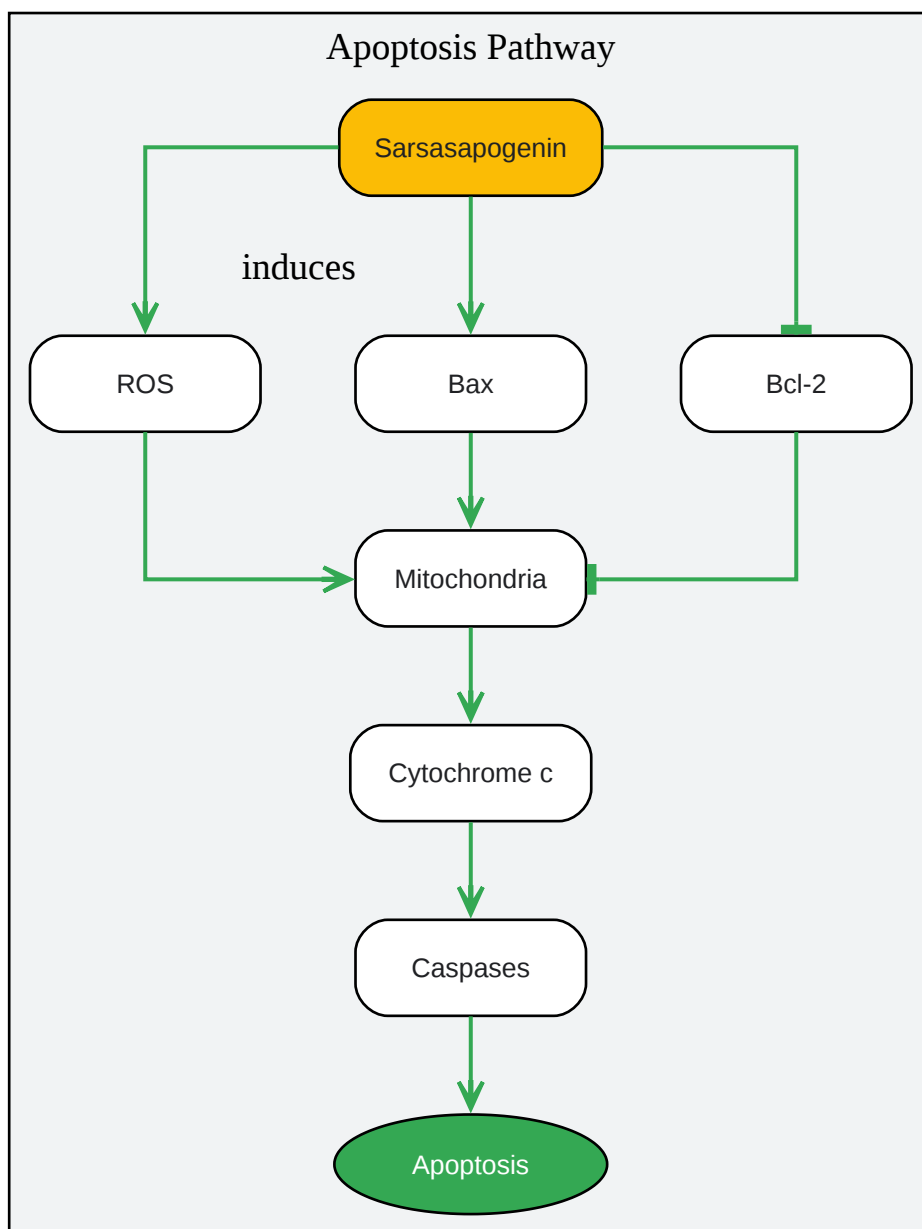 Apoptosis Pathway
Sarsasapogenin
induces
ROS
Bax
Bcl-2
Mitochondria
Cytochrome c
Caspases
Apoptosis